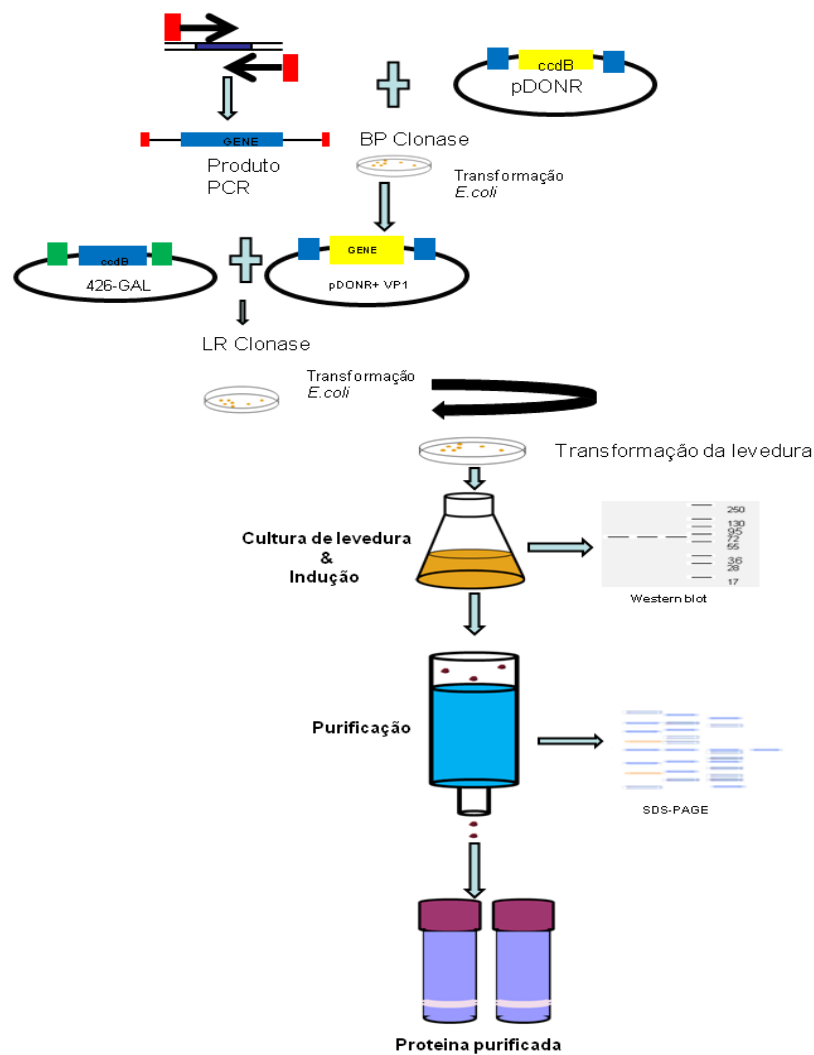 ccdB
pDONR
GENE
BP Clonase
Produto
PCR
Transformação
E.coli
ccdB
426-GAL
GENE
pDONR+ VP1
LR Clonase
Transformação
E.coli
Transformação da levedura
Cultura de levedura
&
Indução
250
130
95
72
55
36
28
17
Western blot
Purificação
SDS-PAGE
Proteina purificada